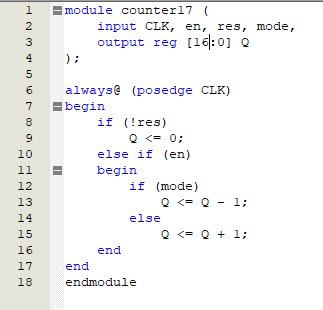 1 module counter17 (
2 input CLK, en, res, mode,
3 output reg [16:0] Q
4 );
5
6 always@ (posedge CLK)
7 begin
8 if (!res)
9 Q <= 0;
10 else if (en)
11 begin
12 if (mode)
13 Q <= Q - 1;
14 else
15 Q <= Q + 1;
16 end
17 end
18 endmodule